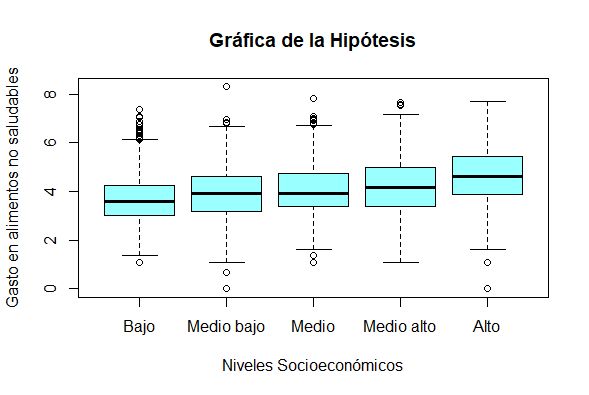 Gráfica de la Hipótesis
Gasto en alimentos no saludables
8
6
4
2
0
Bajo Medio bajo Medio Medio alto Alto
Niveles Socioeconómicos